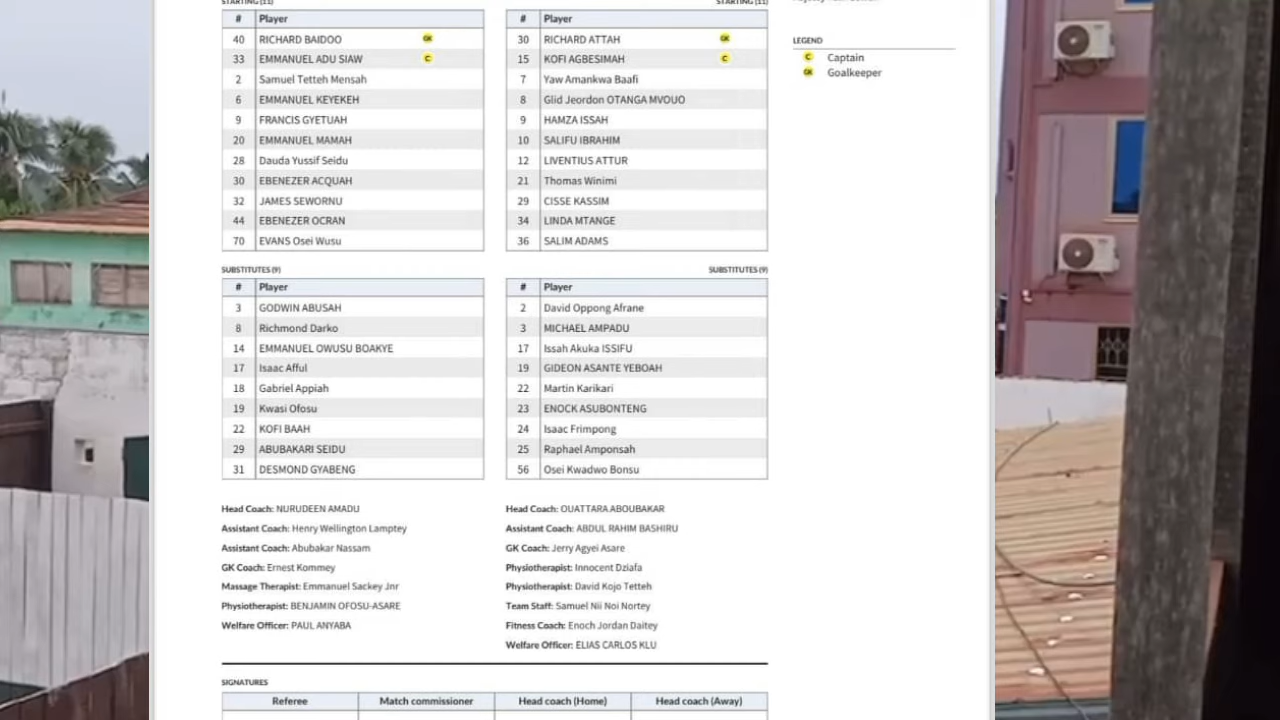 STARTING (11)
# Player
40 RICHARD BAIDOO GK
33 EMMANUEL ADU SIAW C
2 Samuel Tetteh Mensah
6 EMMANUEL KEYEKEH
9 FRANCIS GYETUAH
20 EMMANUEL MAMAH
28 Dauda Yussif Seidu
30 EBENEZER ACQUAH
32 JAMES SEWORNU
44 EBENEZER OCRAN
70 EVANS Osei Wusu
SUBSTITUTES (9)
# Player
3 GODWIN ABUSAH
8 Richmond Darko
14 EMMANUEL OWUSU BOAKYE
17 Isaac Afful
18 Gabriel Appiah
19 Kwasi Ofosu
22 KOFI BAAH
29 ABUBAKARI SEIDU
31 DESMOND GYABENG
Head Coach: NURUDEEN AMADU
Assistant Coach: Henry Wellington Lamptey
Assistant Coach: Abubakar Nassam
GK Coach: Ernest Kommey
Massage Therapist: Emmanuel Sackey Jnr
Physiotherapist: BENJAMIN OFOSU-ASARE
Welfare Officer: PAUL ANYABA
STARTING (11)
# Player
30 RICHARD ATTAH GK
15 KOFI AGBESIMAH C
7 Yaw Amankwa Baafi
8 Glid Jeordon OTANGA MVOUO
9 HAMZA ISSAH
10 SALIFU IBRAHIM
12 LIVENTIUS ATTUR
21 Thomas Winimi
29 CISSE KASSIM
34 LINDA MTANGE
36 SALIM ADAMS
SUBSTITUTES (9)
# Player
2 David Oppong Afrane
3 MICHAEL AMPADU
17 Issah Akuka ISSIFU
19 GIDEON ASANTE YEBOAH
22 Martin Karikari
23 ENOCK ASUBONTENG
24 Isaac Frimpong
25 Raphael Amponsah
56 Osei Kwadwo Bonsu
Head Coach: OUATTARA ABOUBAKAR
Assistant Coach: ABDUL RAHIM BASHIRU
GK Coach: Jerry Agyei Asare
Physiotherapist: Innocent Dziafa
Physiotherapist: David Kojo Tetteh
Team Staff: Samuel Nii Noi Nortey
Fitness Coach: Enoch Jordan Daitey
Welfare Officer: ELIAS CARLOS KLU
LEGEND
C Captain
GK Goalkeeper
SIGNATURES
Referee Match commissioner Head coach (Home) Head coach (Away)